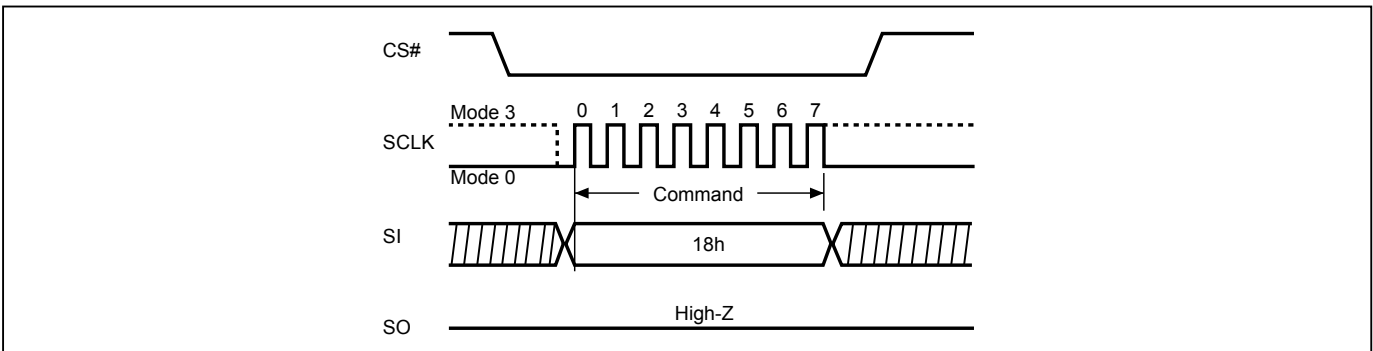 CS#
Mode 3
0 1 2 3 4 5 6 7
SCLK
Mode 0
Command
SI
18h
High-Z
SO